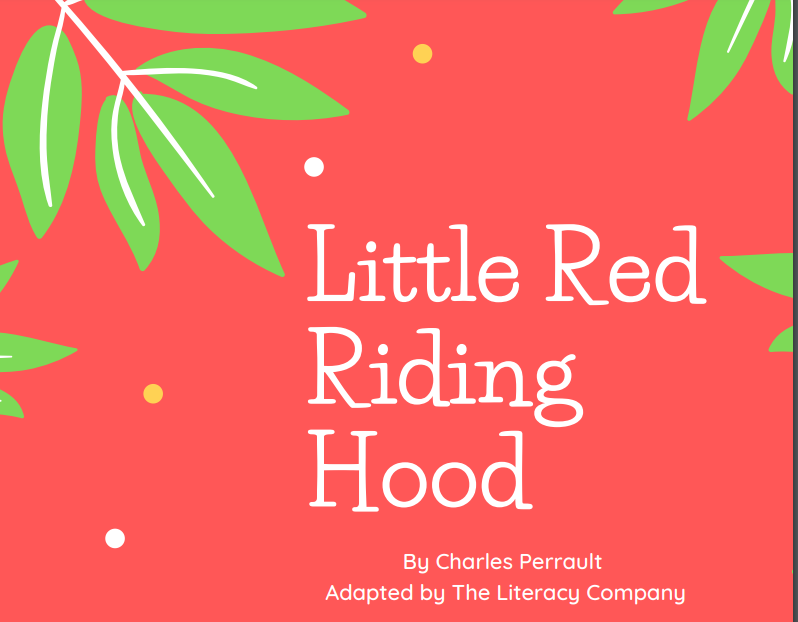 Little Red
Riding
Hood
By Charles Perrault
Adapted by The Literacy Company